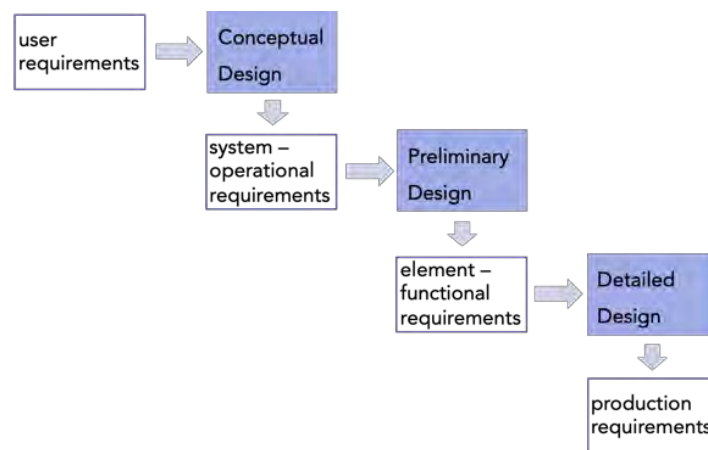 user
requirements
Conceptual
Design
system –
operational
requirements
Preliminary
Design
element –
functional
requirements
Detailed
Design
production
requirements